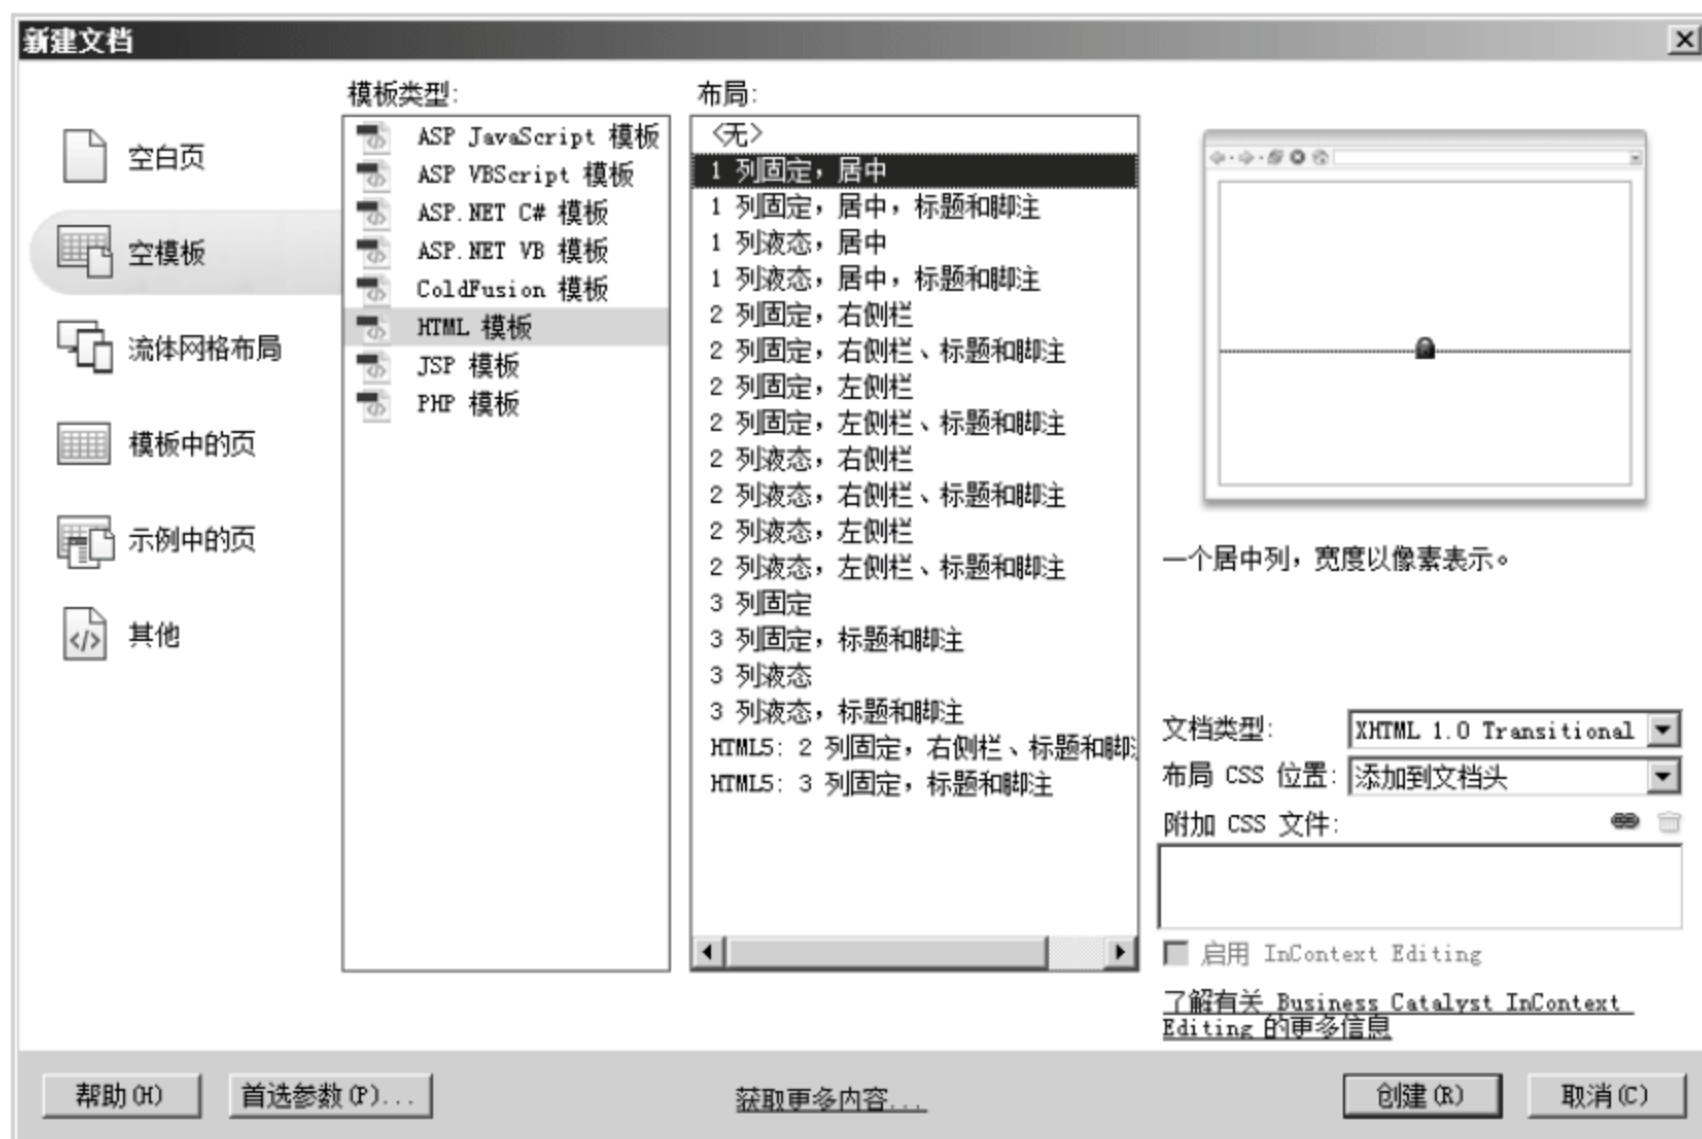 新建文档
空白页
空模板
流体网格布局
模板中的页
示例中的页
其他
模板类型:
ASP JavaScript 模板
ASP VBScript 模板
ASP.NET C# 模板
ASP.NET VB 模板
ColdFusion 模板
HTML 模板
JSP 模板
PHP 模板
布局:
<无>
1 列固定，居中
1 列固定，居中，标题和脚注
1 列液态，居中
1 列液态，居中，标题和脚注
2 列固定，右侧栏
2 列固定，右侧栏、标题和脚注
2 列固定，左侧栏
2 列固定，左侧栏、标题和脚注
2 列液态，右侧栏
2 列液态，右侧栏、标题和脚注
2 列液态，左侧栏
2 列液态，左侧栏、标题和脚注
3 列固定
3 列固定，标题和脚注
3 列液态
3 列液态，标题和脚注
HTML5: 2 列固定，右侧栏、标题和脚
HTML5: 3 列固定，标题和脚注
一个居中列，宽度以像素表示。
文档类型:
XHTML 1.0 Transitional
布局 CSS 位置:
添加到文档头
附加 CSS 文件:
启用 InContext Editing
了解有关 Business Catalyst InContext
Editing 的更多信息
帮助(H)
首选参数(P)...
获取更多内容...
创建(R)
取消(C)